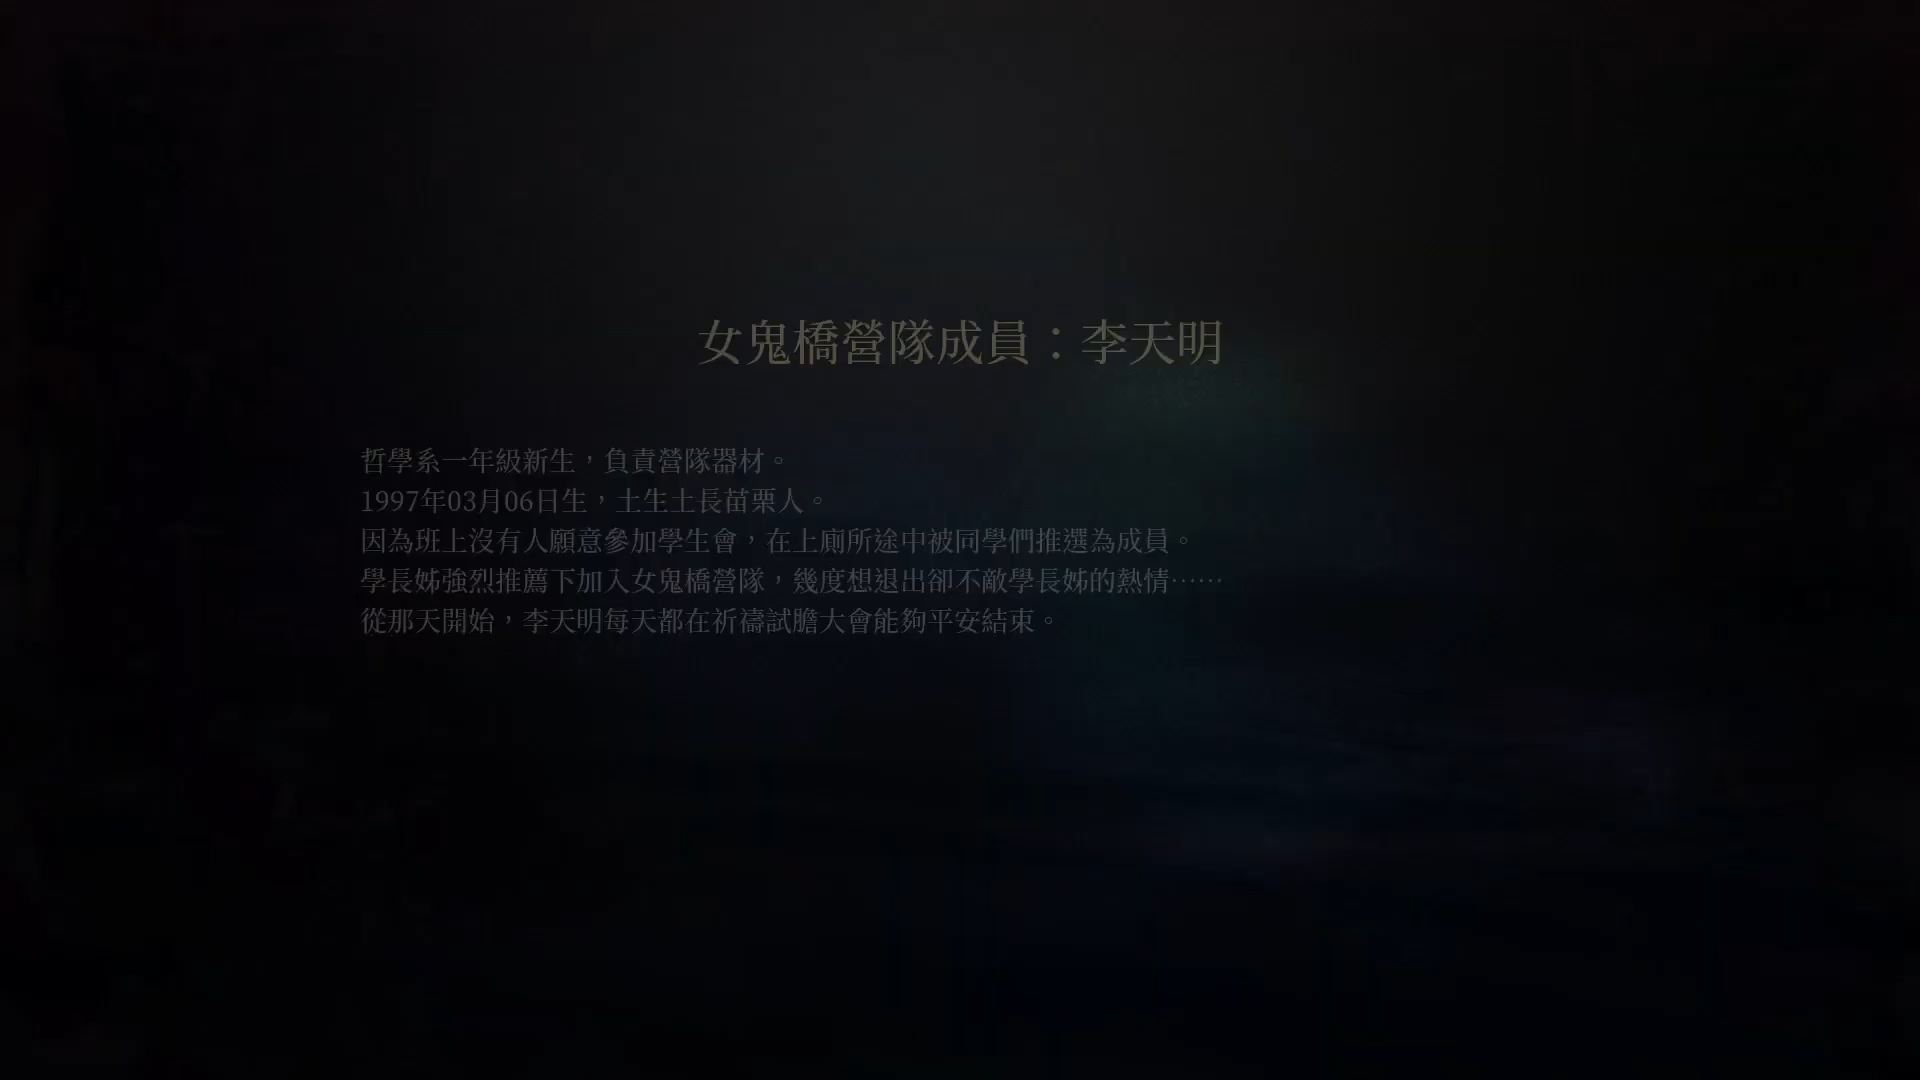 女鬼橋營隊成員：李天明
哲學系一年級新生，負責營隊器材。
1997年03月06日生，土生土長苗栗人。
因為班上沒有人願意參加學生會，在上廁所途中被同學們推選為成員。
學長姊強烈推薦下加入女鬼橋營隊，幾度想退出卻不敵學長姊的熱情⋯⋯
從那天開始，李天明每天都在祈禱試膽大會能夠平安結束。